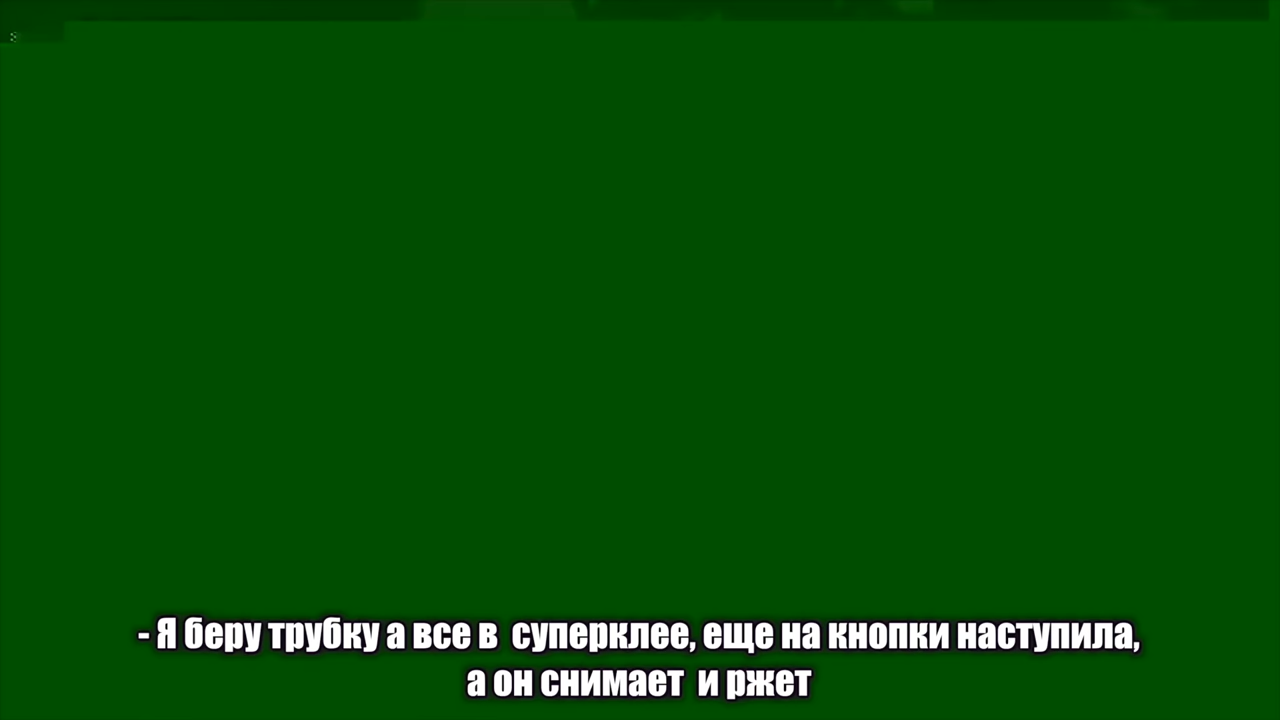 - Я беру трубку а все в суперклее, еще на кнопки наступила,
а он снимает и ржет